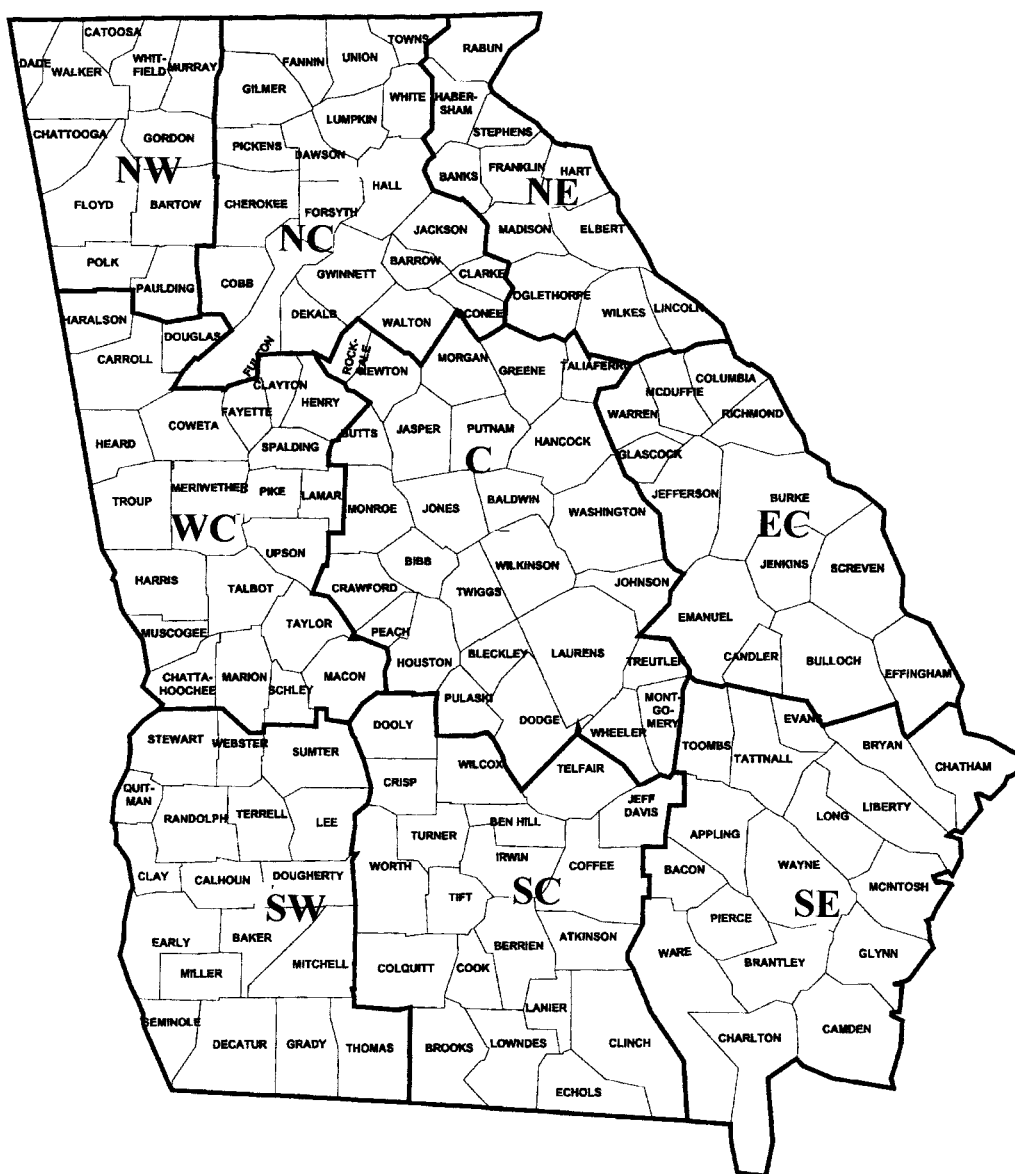 CATOOSA
TOWNS
RABUN
DADE
WALKER
WHIT-
FIELD
MURRAY
FANNIN
UNION
GILMER
WHITE
HABER-
SHAM
LUMPKIN
STEPHENS
CHATTOOGA
GORDON
PICKENS
DAWSON
NW
BANKS
FRANKLIN
HART
HALL
NE
FLOYD
BARTOW
CHEROKEE
FORSYTH
NC
JACKSON
MADISON
ELBERT
POLK
PAULDING
COBB
GWINNETT
BARROW
CLARKE
OGLETHORPE
WILKES
LINCOLN
HARALSON
DOUGLAS
DEKALB
WALTON
OCONEE
CARROLL
FULTON
ROCK-
DALE
NEWTON
MORGAN
GREENE
TALIAFERRO
CLAYTON
FAYETTE
HENRY
MCDUFFIE
COLUMBIA
WARREN
RICHMOND
HEARD
COWETA
SPALDING
BUTTS
JASPER
PUTNAM
HANCOCK
C
GLASCOCK
TROUP
MERIWETHER
PIKE
LAMAR
MONROE
JONES
BALDWIN
WASHINGTON
JEFFERSON
BURKE
WC
EC
UPSON
BIBB
WILKINSON
JENKINS
SCREVEN
HARRIS
TALBOT
CRAWFORD
TWIGGS
JOHNSON
TAYLOR
EMANUEL
MUSCOGEE
PEACH
HOUSTON
BLECKLEY
LAURENS
TREUTLEN
CANDLER
BULLOCH
EFFINGHAM
CHATTA-
HOOCHEE
MARION
SCHLEY
MACON
PULASKI
DODGE
MONT-
GO-
MERY
WHEELER
STEWART
WEBSTER
SUMTER
DOOLY
TOOMBS
TATTNALL
EVANS
BRYAN
CHATHAM
CRISP
WILCOX
TELFAIR
QUIT-
MAN
RANDOLPH
TERRELL
LEE
JEFF
DAVIS
LIBERTY
LONG
TURNER
BEN HILL
APPLING
WORTH
IRWIN
COFFEE
BACON
WAYNE
MCINTOSH
CLAY
CALHOUN
DOUGHERTY
SW
TIFT
SC
PIERCE
SE
EARLY
BAKER
BERRIEN
ATKINSON
WARE
GLYNN
MILLER
MITCHELL
COLQUITT
COOK
BRANTLEY
LANIER
SEMINOLE
DECATUR
GRADY
THOMAS
BROOKS
LOWNDES
CLINCH
CHARLTON
CAMDEN
ECHOLS